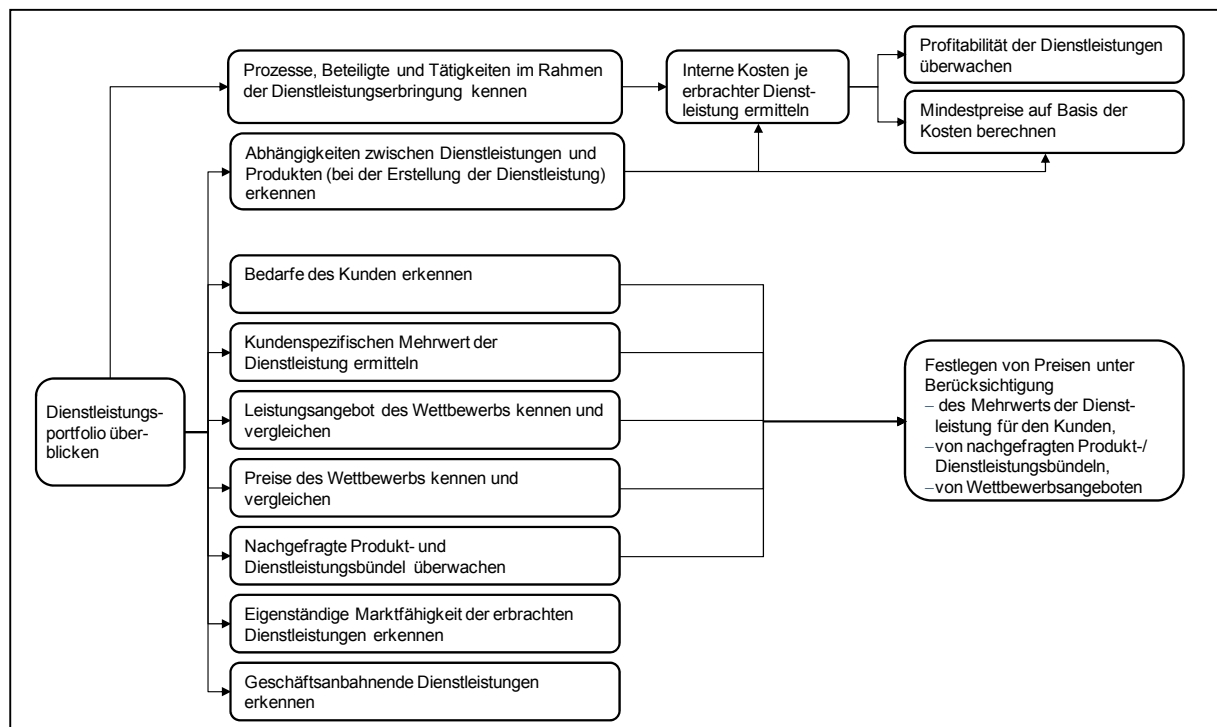 Prozesse, Beteiligte und Tätigkeiten im Rahmen
der Dienstleistungserbringung kennen
Interne Kosten je
erbrachter Dienst-
leistung ermitteln
Profitabilität der Dienstleistungen
überwachen
Mindestpreise auf Basis der
Kosten berechnen
Abhängigkeiten zwischen Dienstleistungen und
Produkten (bei der Erstellung der Dienstleistung)
erkennen
Bedarfe des Kunden erkennen
Kundenspezifischen Mehrwert der
Dienstleistung ermitteln
Dienstleistungs-
portfolio über-
blicken
Leistungsangebot des Wettbewerbs kennen und
vergleichen
Preise des Wettbewerbs kennen und
vergleichen
Nachgefragte Produkt- und
Dienstleistungsbündel überwachen
Eigenständige Marktfähigkeit der erbrachten
Dienstleistungen erkennen
Geschäftsanbahnende Dienstleistungen
erkennen
Festlegen von Preisen unter
Berücksichtigung
– des Mehrwerts der Dienst-
leistung für den Kunden,
–von nachgefragten Produkt-/
Dienstleistungsbündeln,
–von Wettbewerbsangeboten